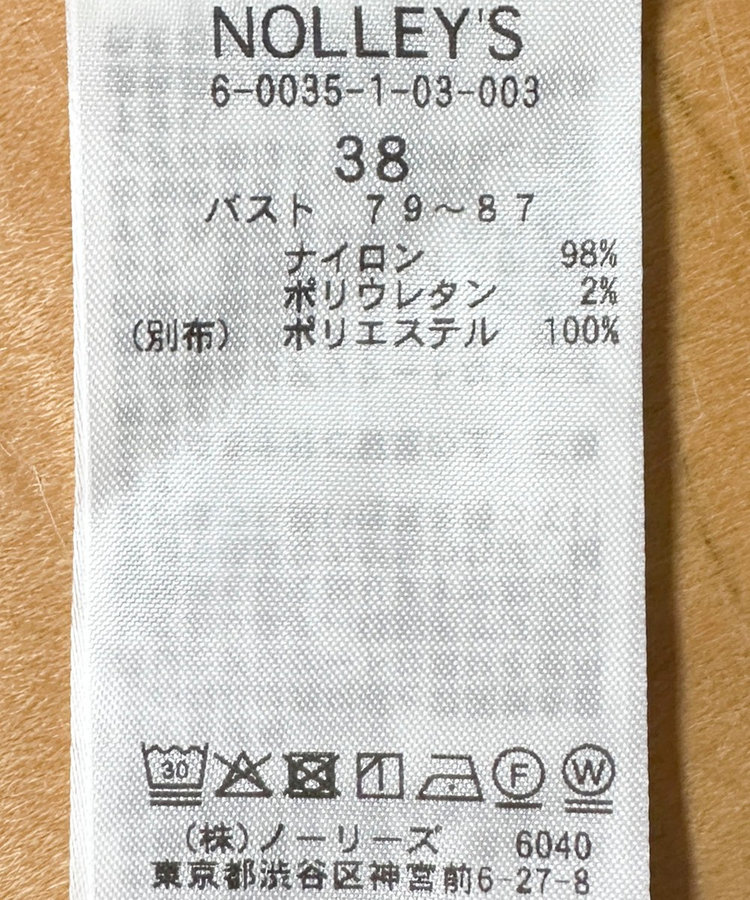 NOLLEY'S
6-0035-1-03-003
38
バスト　79～87
ナイロン　98%
ポリウレタン　2%
(別布)　ポリエステル　100%
30 F W
(株)ノーリーズ　6040
東京都渋谷区神宮前6-27-8